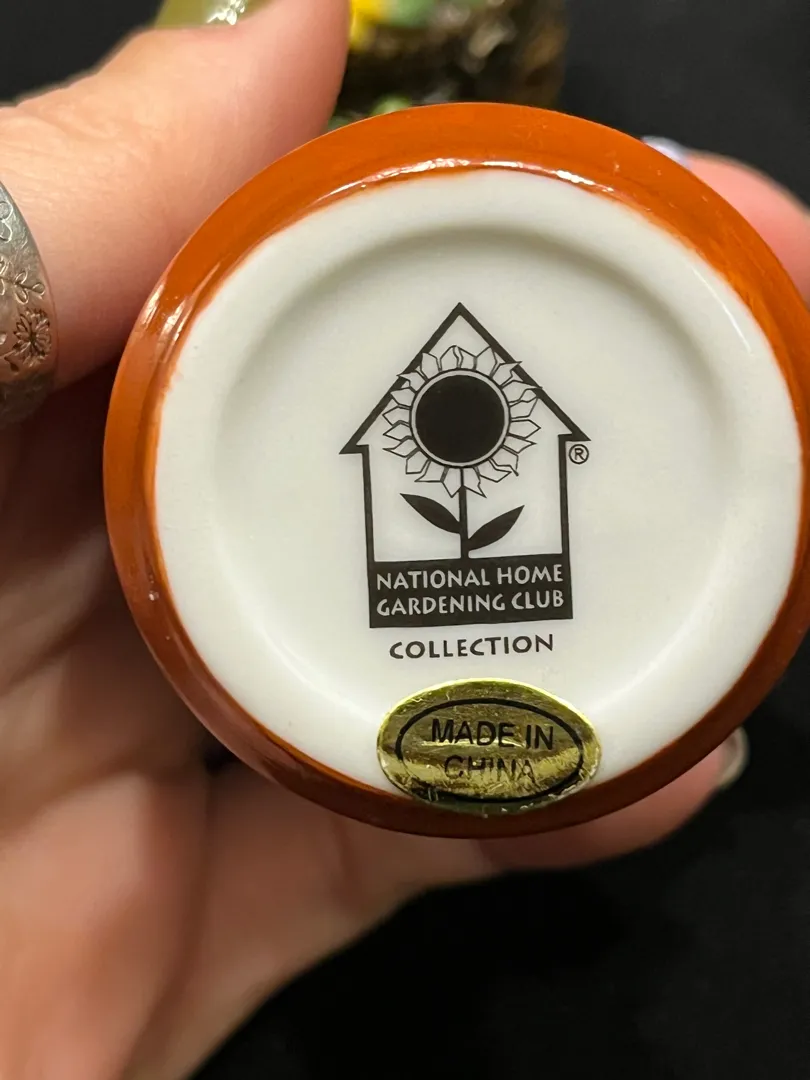 ®
NATIONAL HOME
GARDENING CLUB
COLLECTION
MADE IN
CHINA